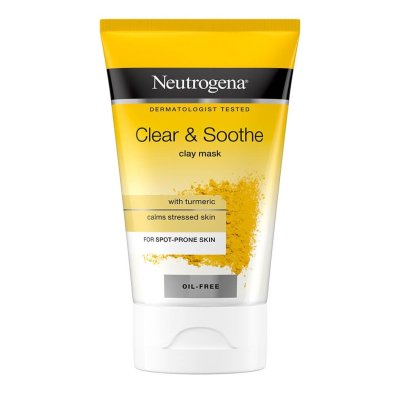 Neutrogena®
DERMATOLOGIST TESTED
Clear & Soothe
clay mask
with turmeric
calms stressed skin
FOR SPOT-PRONE SKIN
OIL-FREE